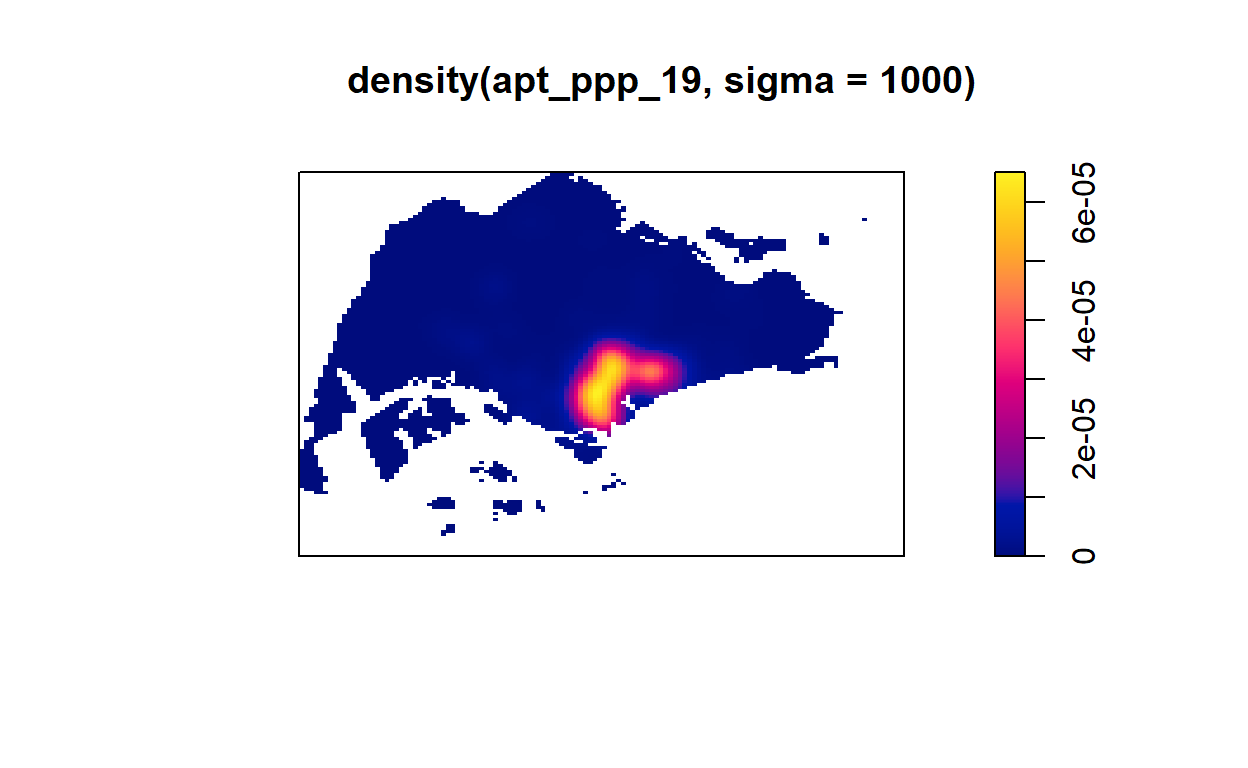 density(apt_ppp_19, sigma = 1000)
6e-05
4e-05
2e-05
0